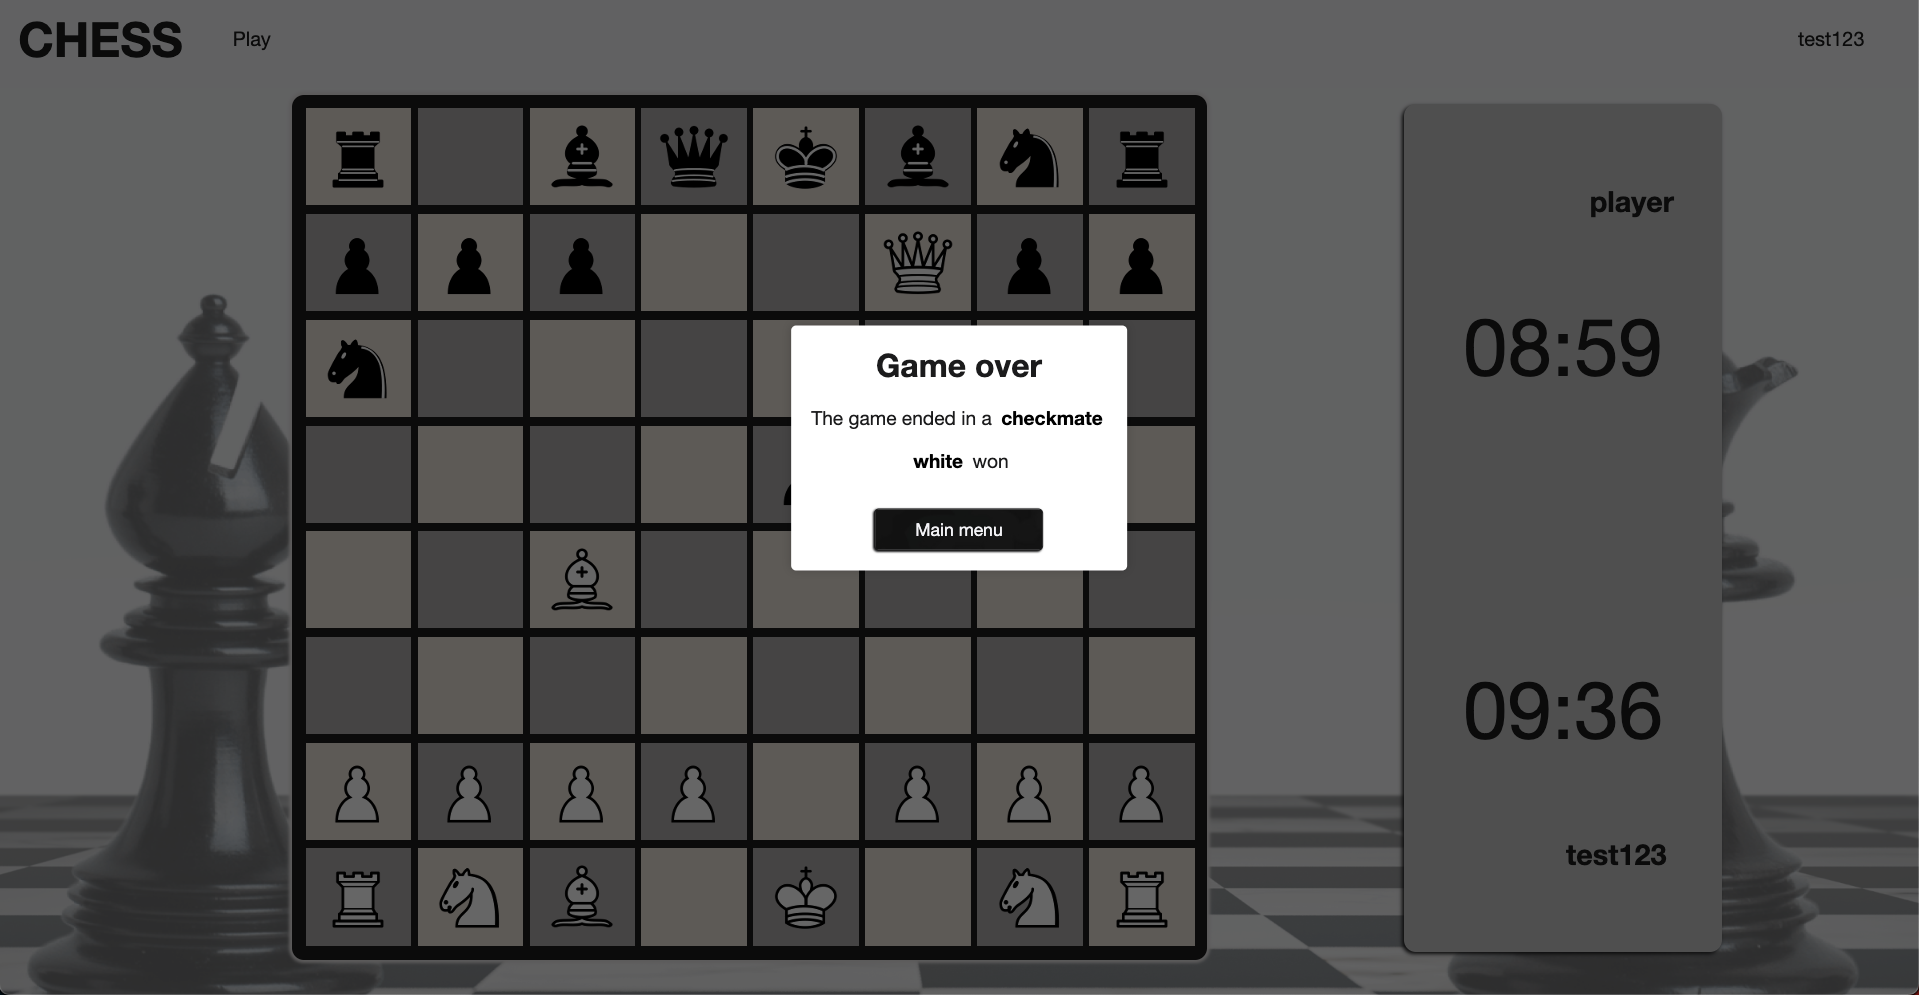 CHESS
Play
test123
player
08:59
Game over
The game ended in a checkmate
white won
Main menu
09:36
test123